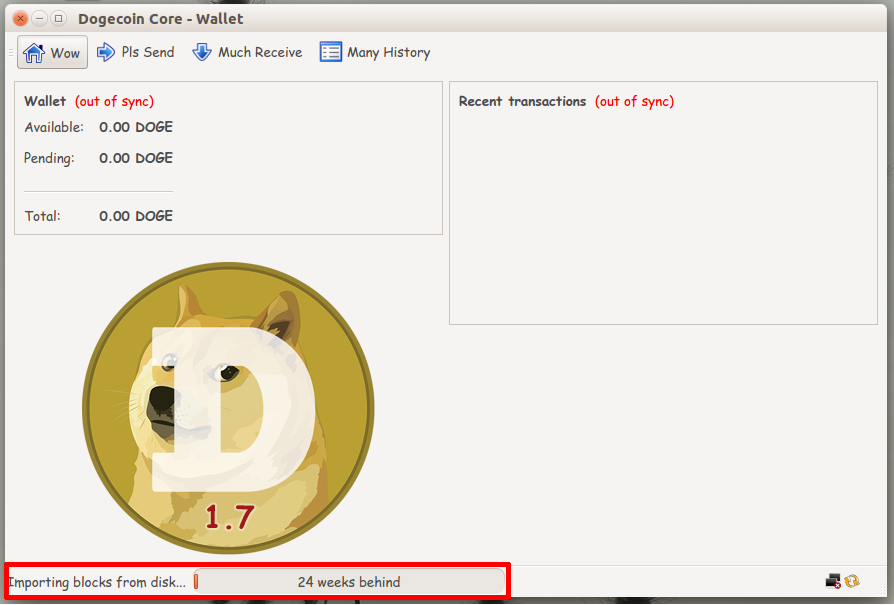 Dogecoin Core - Wallet
Wow Pls Send Much Receive Many History
Wallet (out of sync)
Available: 0.00 DOGE
Pending: 0.00 DOGE
Total: 0.00 DOGE
Recent transactions (out of sync)
D
1.7
Importing blocks from disk... 24 weeks behind